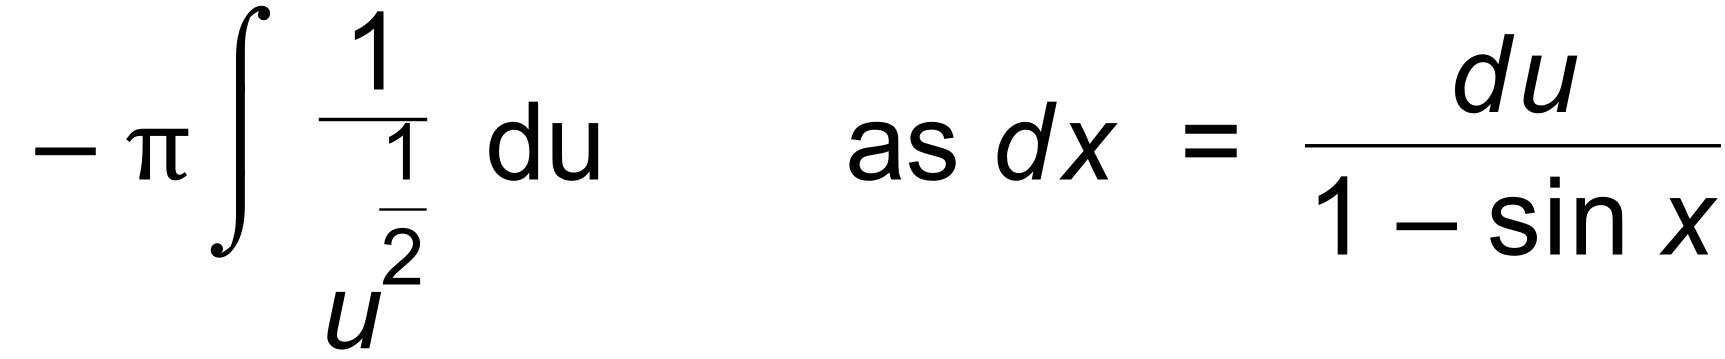 − π ∫ 1 / u^(1/2) du as dx = du / (1 − sin x)